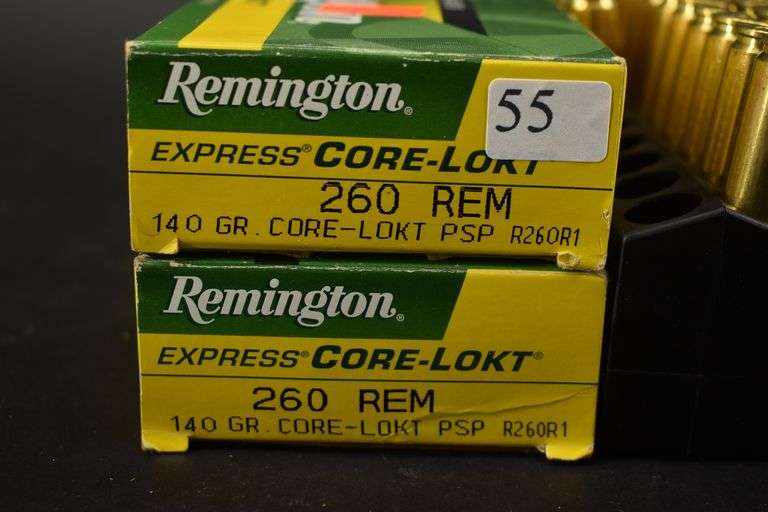 Remington®
55
EXPRESS® CORE-LOKT
260 REM
140 GR. CORE-LOKT PSP R260R1
Remington®
EXPRESS® CORE-LOKT®
260 REM
140 GR. CORE-LOKT PSP R260R1